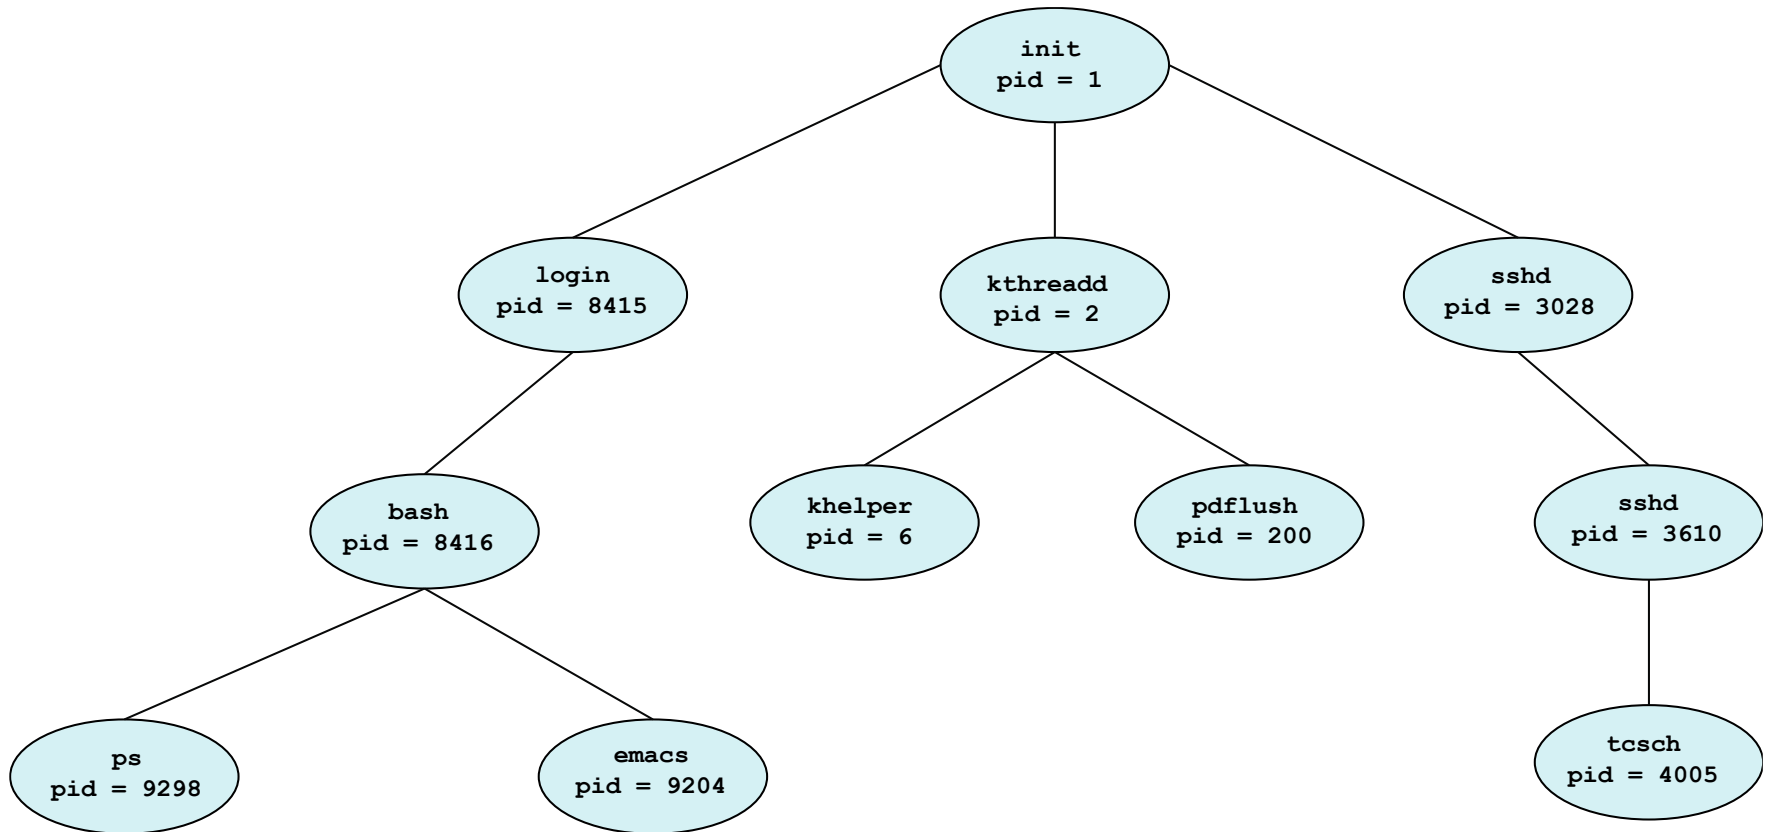 init
pid = 1
login
pid = 8415
kthreadd
pid = 2
sshd
pid = 3028
bash
pid = 8416
khelper
pid = 6
pdflush
pid = 200
sshd
pid = 3610
ps
pid = 9298
emacs
pid = 9204
tcsch
pid = 4005